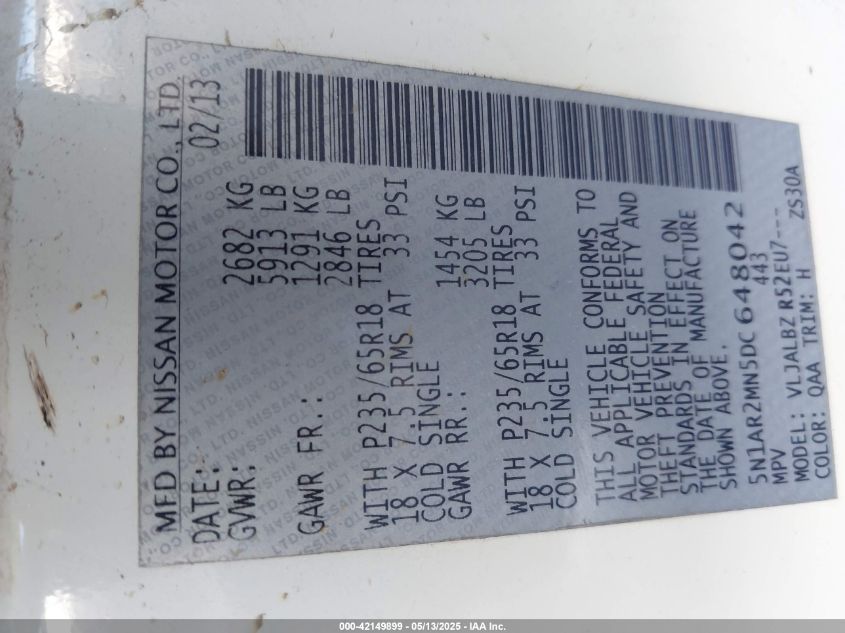 MFD BY NISSAN MOTOR CO., LTD.
DATE: 02/13
GVWR: 2682 KG
5913 LB
GAWR FR.: 1291 KG
2846 LB
WITH P235/65R18 TIRES
18 X 7.5 RIMS AT 33 PSI
COLD SINGLE
GAWR RR.: 1454 KG
3205 LB
WITH P235/65R18 TIRES
18 X 7.5 RIMS AT 33 PSI
COLD SINGLE
THIS VEHICLE CONFORMS TO
ALL APPLICABLE FEDERAL
MOTOR VEHICLE SAFETY AND
THEFT PREVENTION
STANDARDS IN EFFECT ON
THE DATE OF MANUFACTURE
SHOWN ABOVE.
5N1AR2MN5DC648042
MPV 443
MODEL: VLJALBZ R52EU7---
COLOR: QAA TRIM: H ZS30A
000-42149899 - 05/13/2025 - IAA Inc.